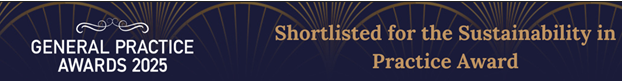 GENERAL PRACTICE
AWARDS 2025
Shortlisted for the Sustainability in
Practice Award